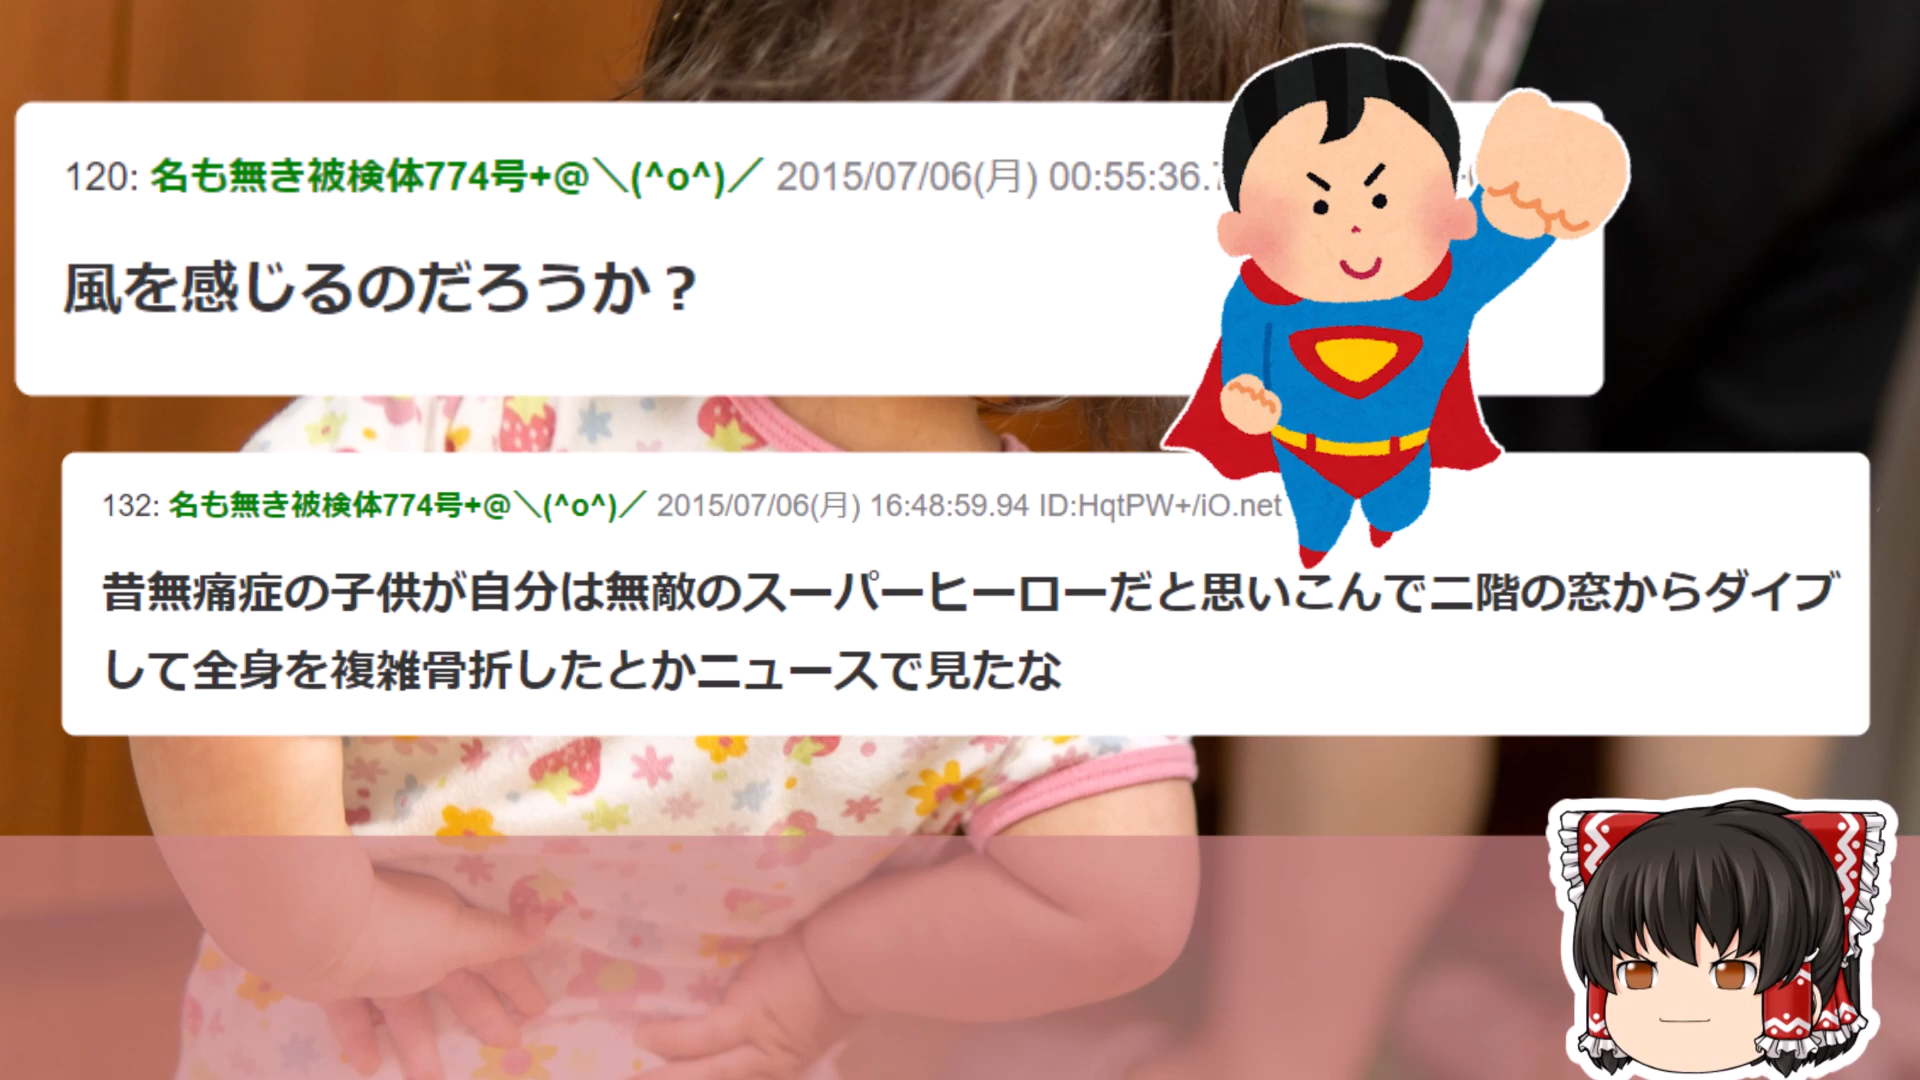 120: 名も無き被検体774号+@＼(^o^)／ 2015/07/06(月) 00:55:36.
風を感じるのだろうか？
132: 名も無き被検体774号+@＼(^o^)／ 2015/07/06(月) 16:48:59.94 ID:HqtPW+/iO.net
昔無痛症の子供が自分は無敵のスーパーヒーローだと思いこんで二階の窓からダイブ
して全身を複雑骨折したとかニュースで見たな